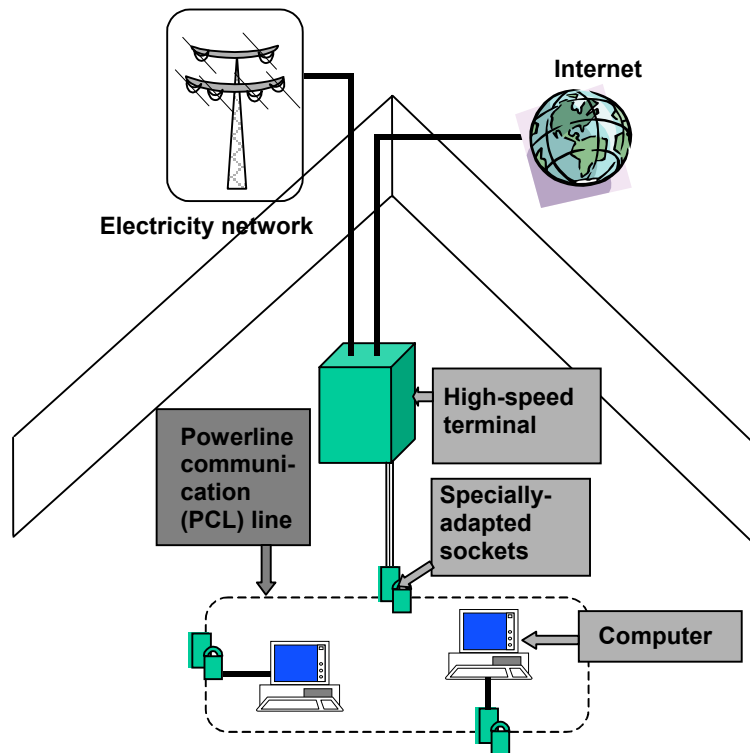 Internet
Electricity network
High-speed
terminal
Powerline
communi-
cation
(PCL) line
Specially-
adapted
sockets
Computer